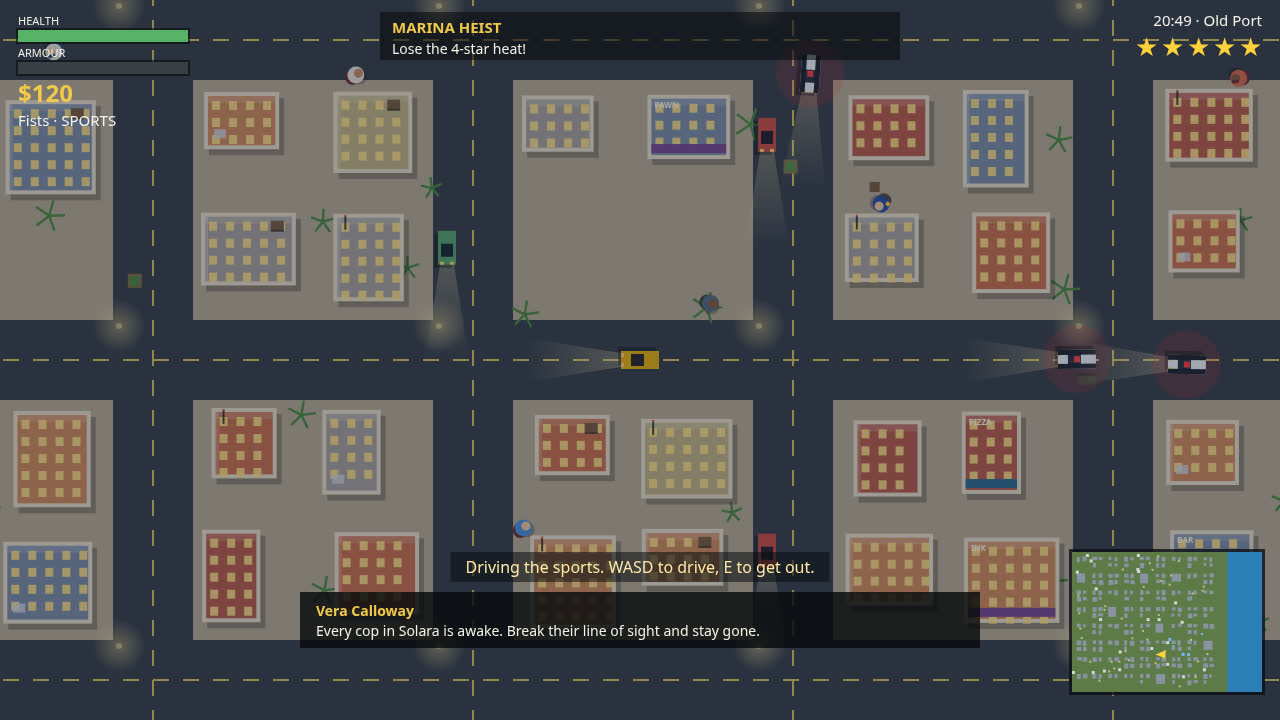 HEALTH
ARMOUR
$120
Fists · SPORTS
MARINA HEIST
Lose the 4-star heat!
20:49 · Old Port
PAWN
PIZZA
INK
BAR
Driving the sports. WASD to drive, E to get out.
Vera Calloway
Every cop in Solara is awake. Break their line of sight and stay gone.